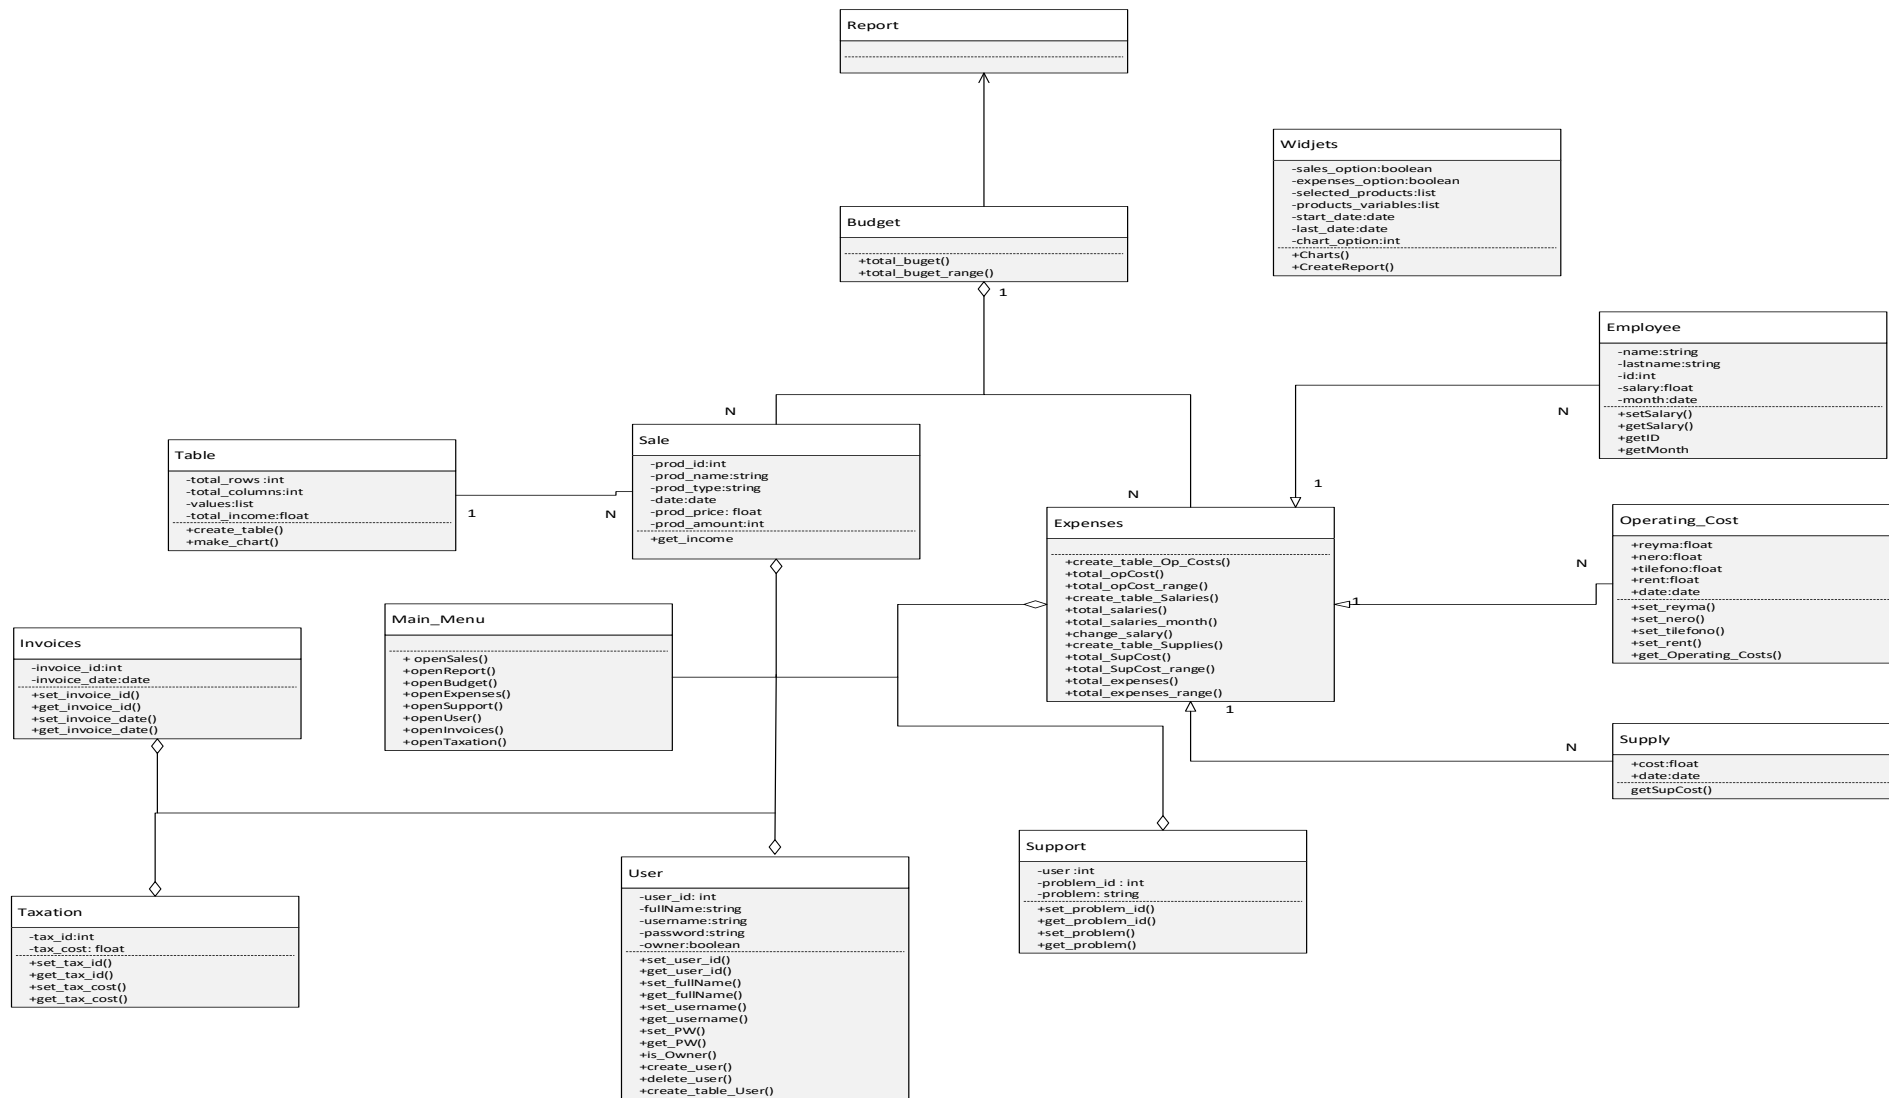 Report
Widjets
-sales_option:boolean
-expenses_option:boolean
-selected_products:list
-products_variables:list
-start_date:date
-last_date:date
-chart_option:int
+Charts()
+CreateReport()
Budget
+total_buget()
+total_buget_range()
1
Employee
-name:string
-lastname:string
-id:int
-salary:float
-month:date
+setSalary()
+getSalary()
+getID
+getMonth
N
1
N
N
Table
-total_rows :int
-total_columns:int
-values:list
-total_income:float
+create_table()
+make_chart()
1
N
Sale
-prod_id:int
-prod_name:string
-prod_type:string
-date:date
-prod_price: float
-prod_amount:int
+get_income
Expenses
+create_table_Op_Costs()
+total_opCost()
+total_opCost_range()
+create_table_Salaries()
+total_salaries()
+total_salaries_month()
+change_salary()
+create_table_Supplies()
+total_SupCost()
+total_SupCost_range()
+total_expenses()
+total_expenses_range()
Operating_Cost
+reyma:float
+nero:float
+tilefono:float
+rent:float
+date:date
+set_reyma()
+set_nero()
+set_tilefono()
+set_rent()
+get_Operating_Costs()
N
1
Main_Menu
+ openSales()
+openReport()
+openBudget()
+openExpenses()
+openSupport()
+openUser()
+openInvoices()
+openTaxation()
Invoices
-invoice_id:int
-invoice_date:date
+set_invoice_id()
+get_invoice_id()
+set_invoice_date()
+get_invoice_date()
1
N
Supply
+cost:float
+date:date
getSupCost()
Support
-user :int
-problem_id : int
-problem: string
+set_problem_id()
+get_problem_id()
+set_problem()
+get_problem()
User
-user_id: int
-fullName:string
-username:string
-password:string
-owner:boolean
+set_user_id()
+get_user_id()
+set_fullName()
+get_fullName()
+set_username()
+get_username()
+set_PW()
+get_PW()
+is_Owner()
+create_user()
+delete_user()
+create_table_User()
Taxation
-tax_id:int
-tax_cost: float
+set_tax_id()
+get_tax_id()
+set_tax_cost()
+get_tax_cost()